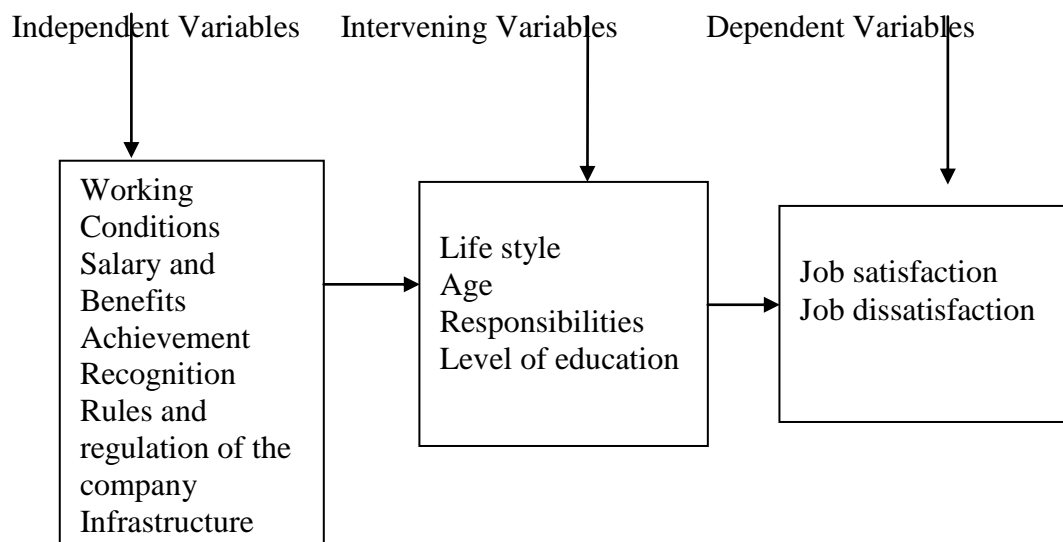 Independent Variables Intervening Variables Dependent Variables
Working
Conditions
Salary and
Benefits
Achievement
Recognition
Rules and
regulation of the
company
Infrastructure
Life style
Age
Responsibilities
Level of education
Job satisfaction
Job dissatisfaction